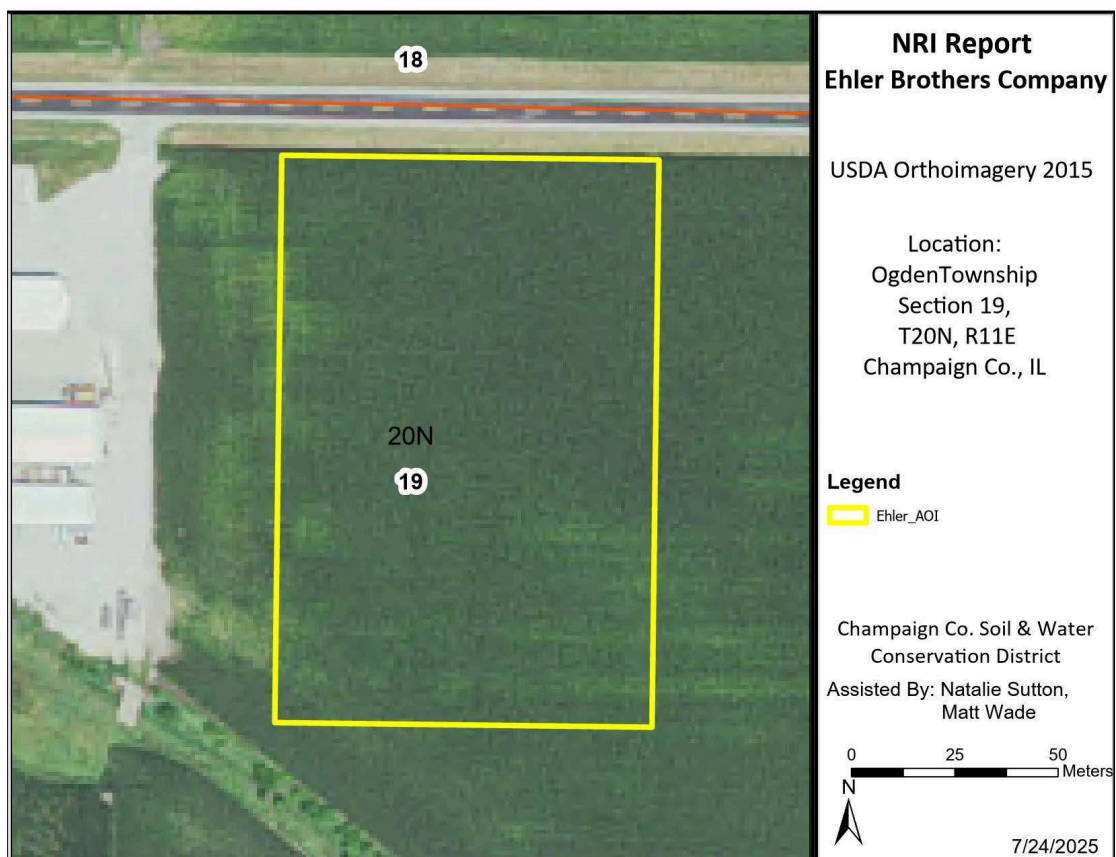 18
20N
19
NRI Report
Ehler Brothers Company
USDA Orthoimagery 2015
Location:
OgdenTownship
Section 19,
T20N, R11E
Champaign Co., IL
Legend
Ehler_AOI
Champaign Co. Soil & Water
Conservation District
Assisted By: Natalie Sutton,
Matt Wade
0 25 50
Meters
N
7/24/2025